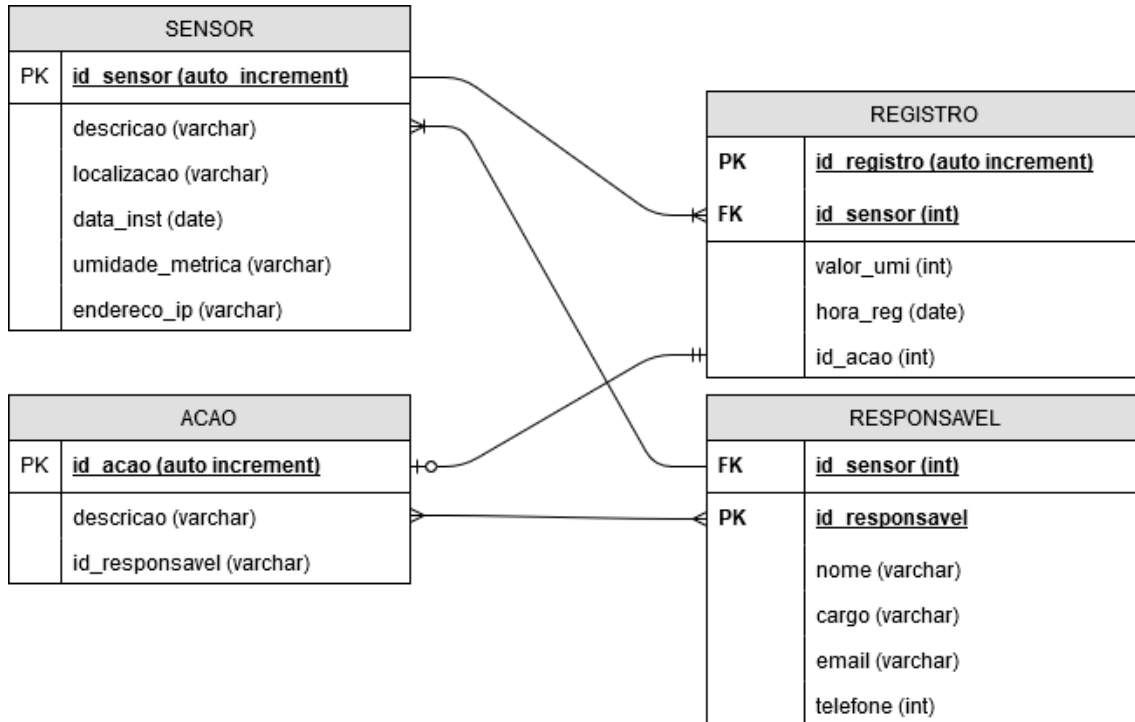 SENSOR
PK id_sensor (auto_increment)
descricao (varchar)
localizacao (varchar)
data_inst (date)
umidade_metrica (varchar)
endereco_ip (varchar)
REGISTRO
PK id_registro (auto increment)
FK id_sensor (int)
valor_umi (int)
hora_reg (date)
id_acao (int)
ACAO
PK id_acao (auto increment)
descricao (varchar)
id_responsavel (varchar)
RESPONSAVEL
FK id_sensor (int)
PK id_responsavel
nome (varchar)
cargo (varchar)
email (varchar)
telefone (int)